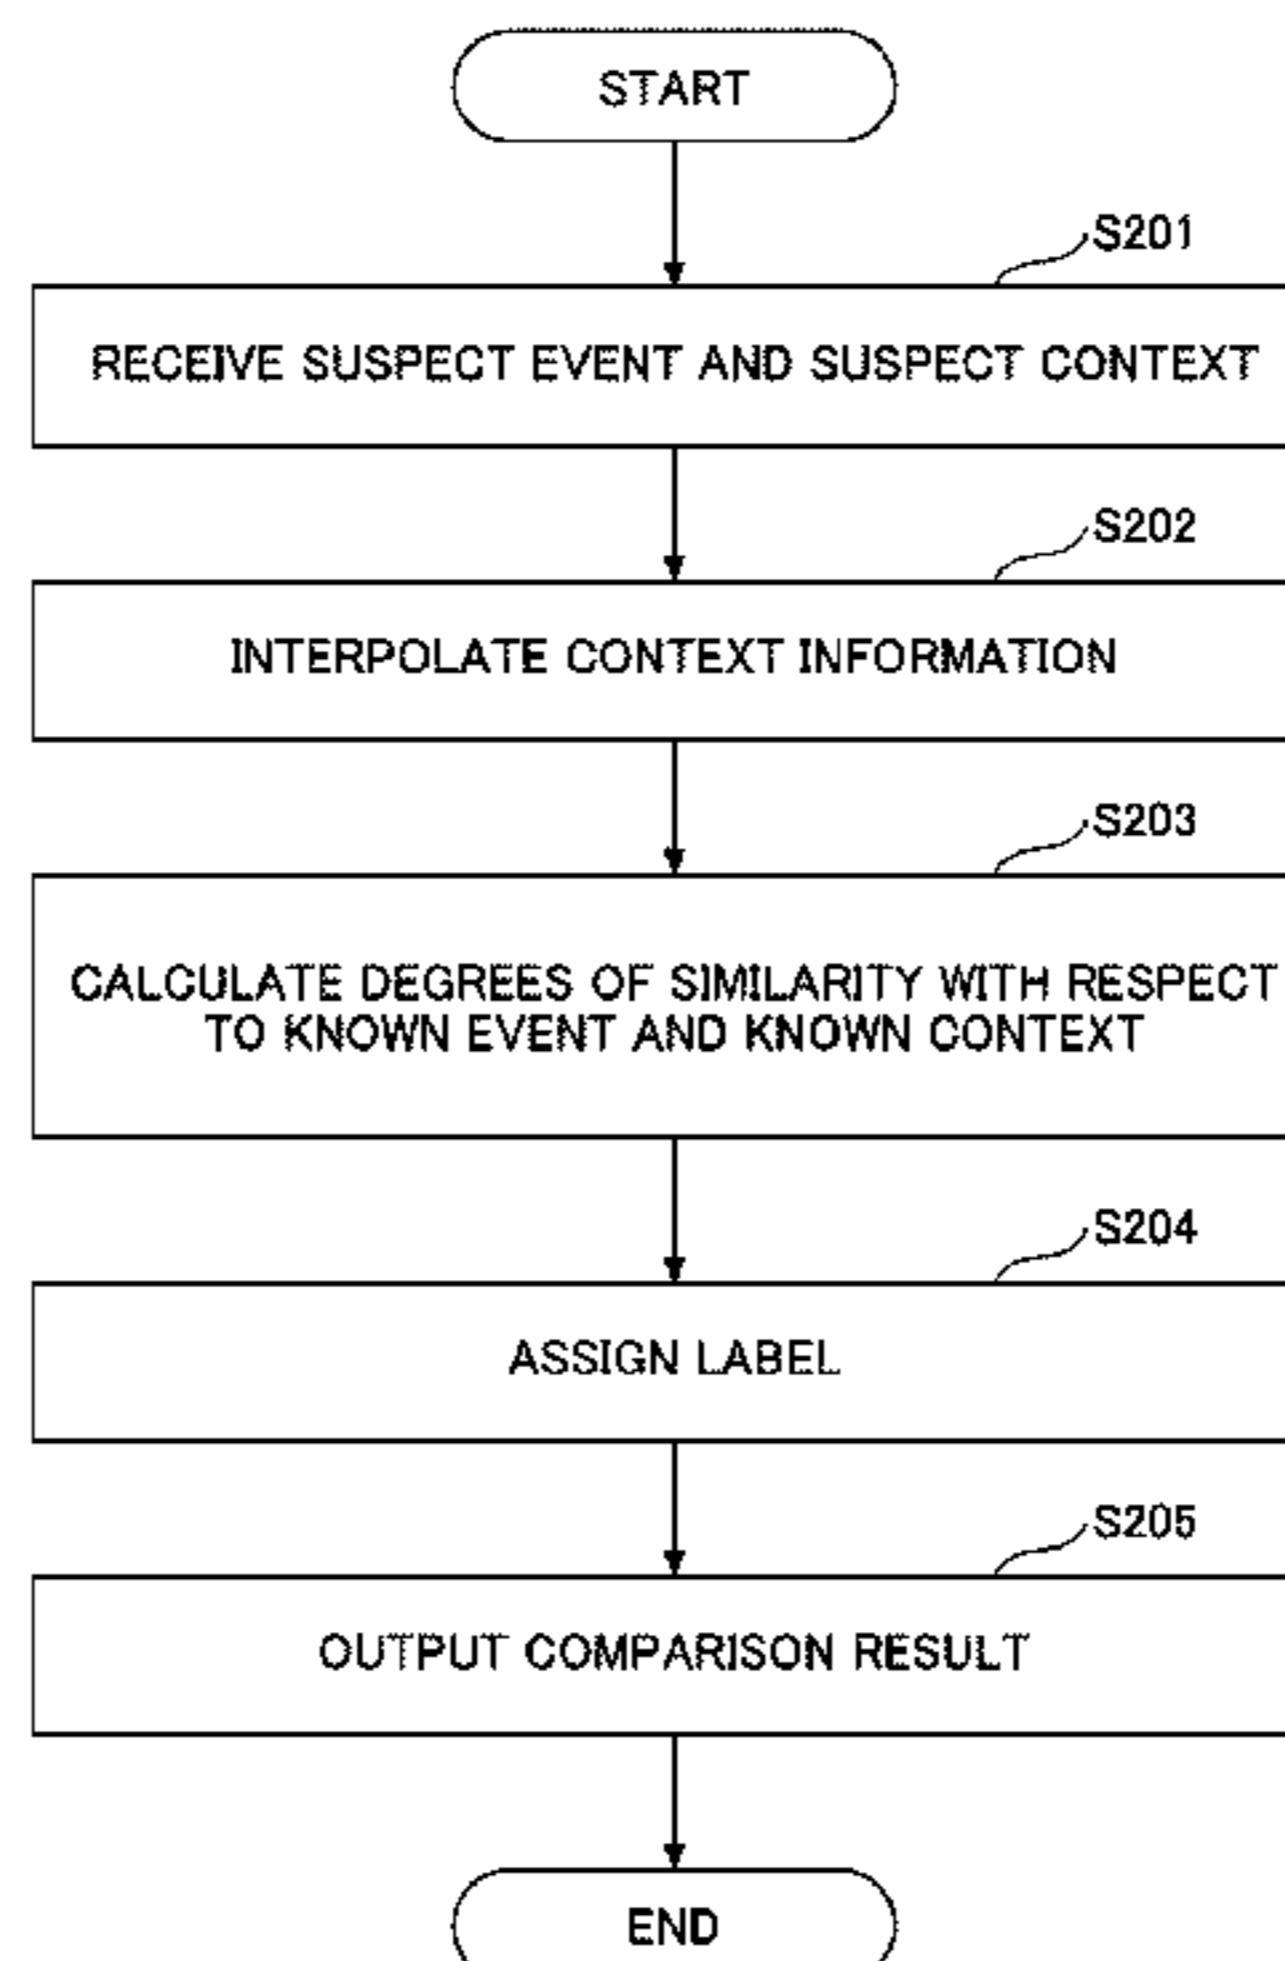 START
S201
RECEIVE SUSPECT EVENT AND SUSPECT CONTEXT
S202
INTERPOLATE CONTEXT INFORMATION
S203
CALCULATE DEGREES OF SIMILARITY WITH RESPECT
TO KNOWN EVENT AND KNOWN CONTEXT
S204
ASSIGN LABEL
S205
OUTPUT COMPARISON RESULT
END